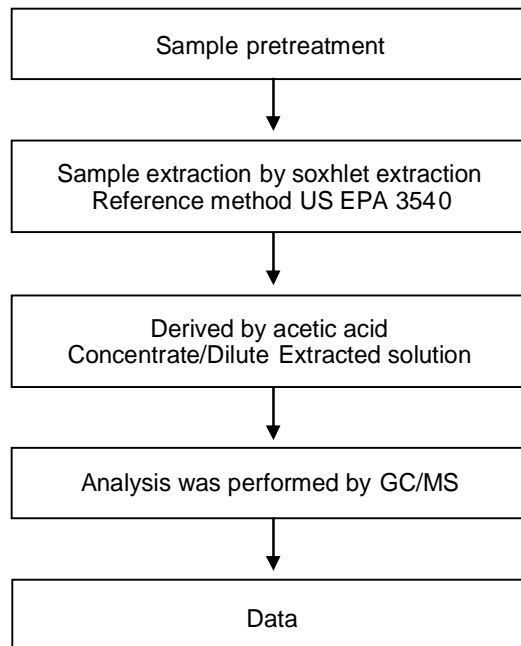 Sample pretreatment
Sample extraction by soxhlet extraction
Reference method US EPA 3540
Derived by acetic acid
Concentrate/Dilute Extracted solution
Analysis was performed by GC/MS
Data